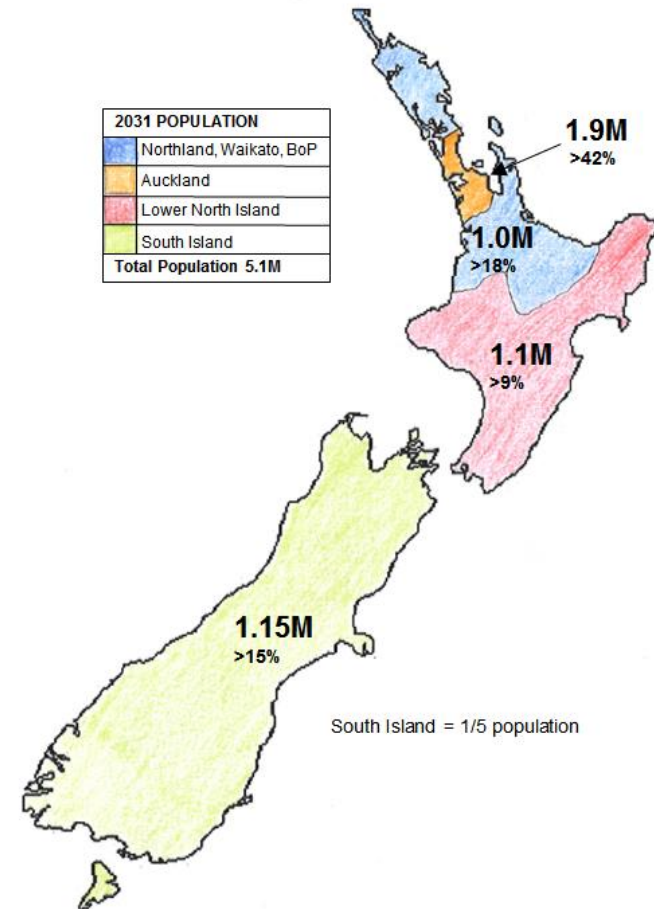 2031 POPULATION
Northland, Waikato, BoP
Auckland
Lower North Island
South Island
Total Population 5.1M
1.9M
>42%
1.0M
>18%
1.1M
>9%
1.15M
>15%
South Island = 1/5 population